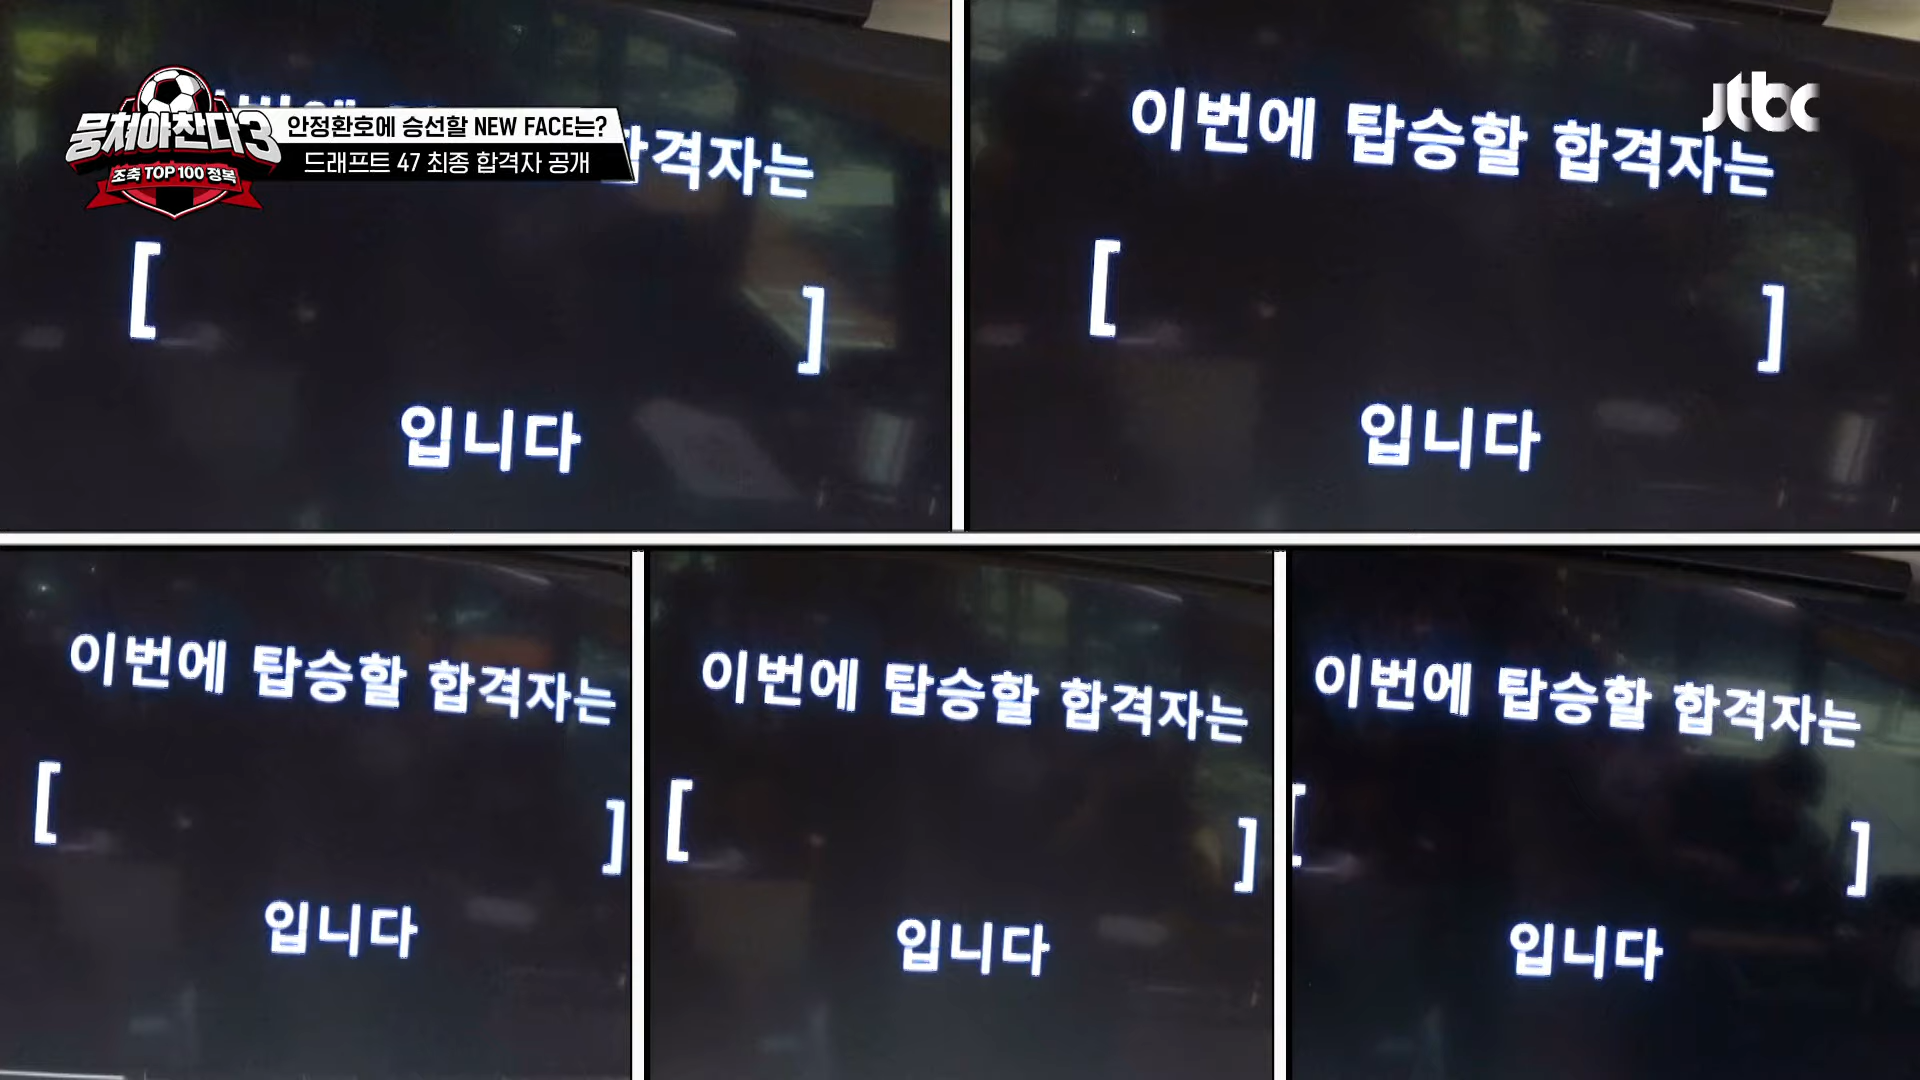 뭉쳐야찬다3
조축 TOP 100 정복
안정환호에 승선할 NEW FACE는?
드래프트 47 최종 합격자 공개
jtbc
합격자는
[ ]
입니다
이번에 탑승할 합격자는
[ ]
입니다
이번에 탑승할 합격자는
[ ]
입니다
이번에 탑승할 합격자는
[ ]
입니다
이번에 탑승할 합격자는
[ ]
입니다